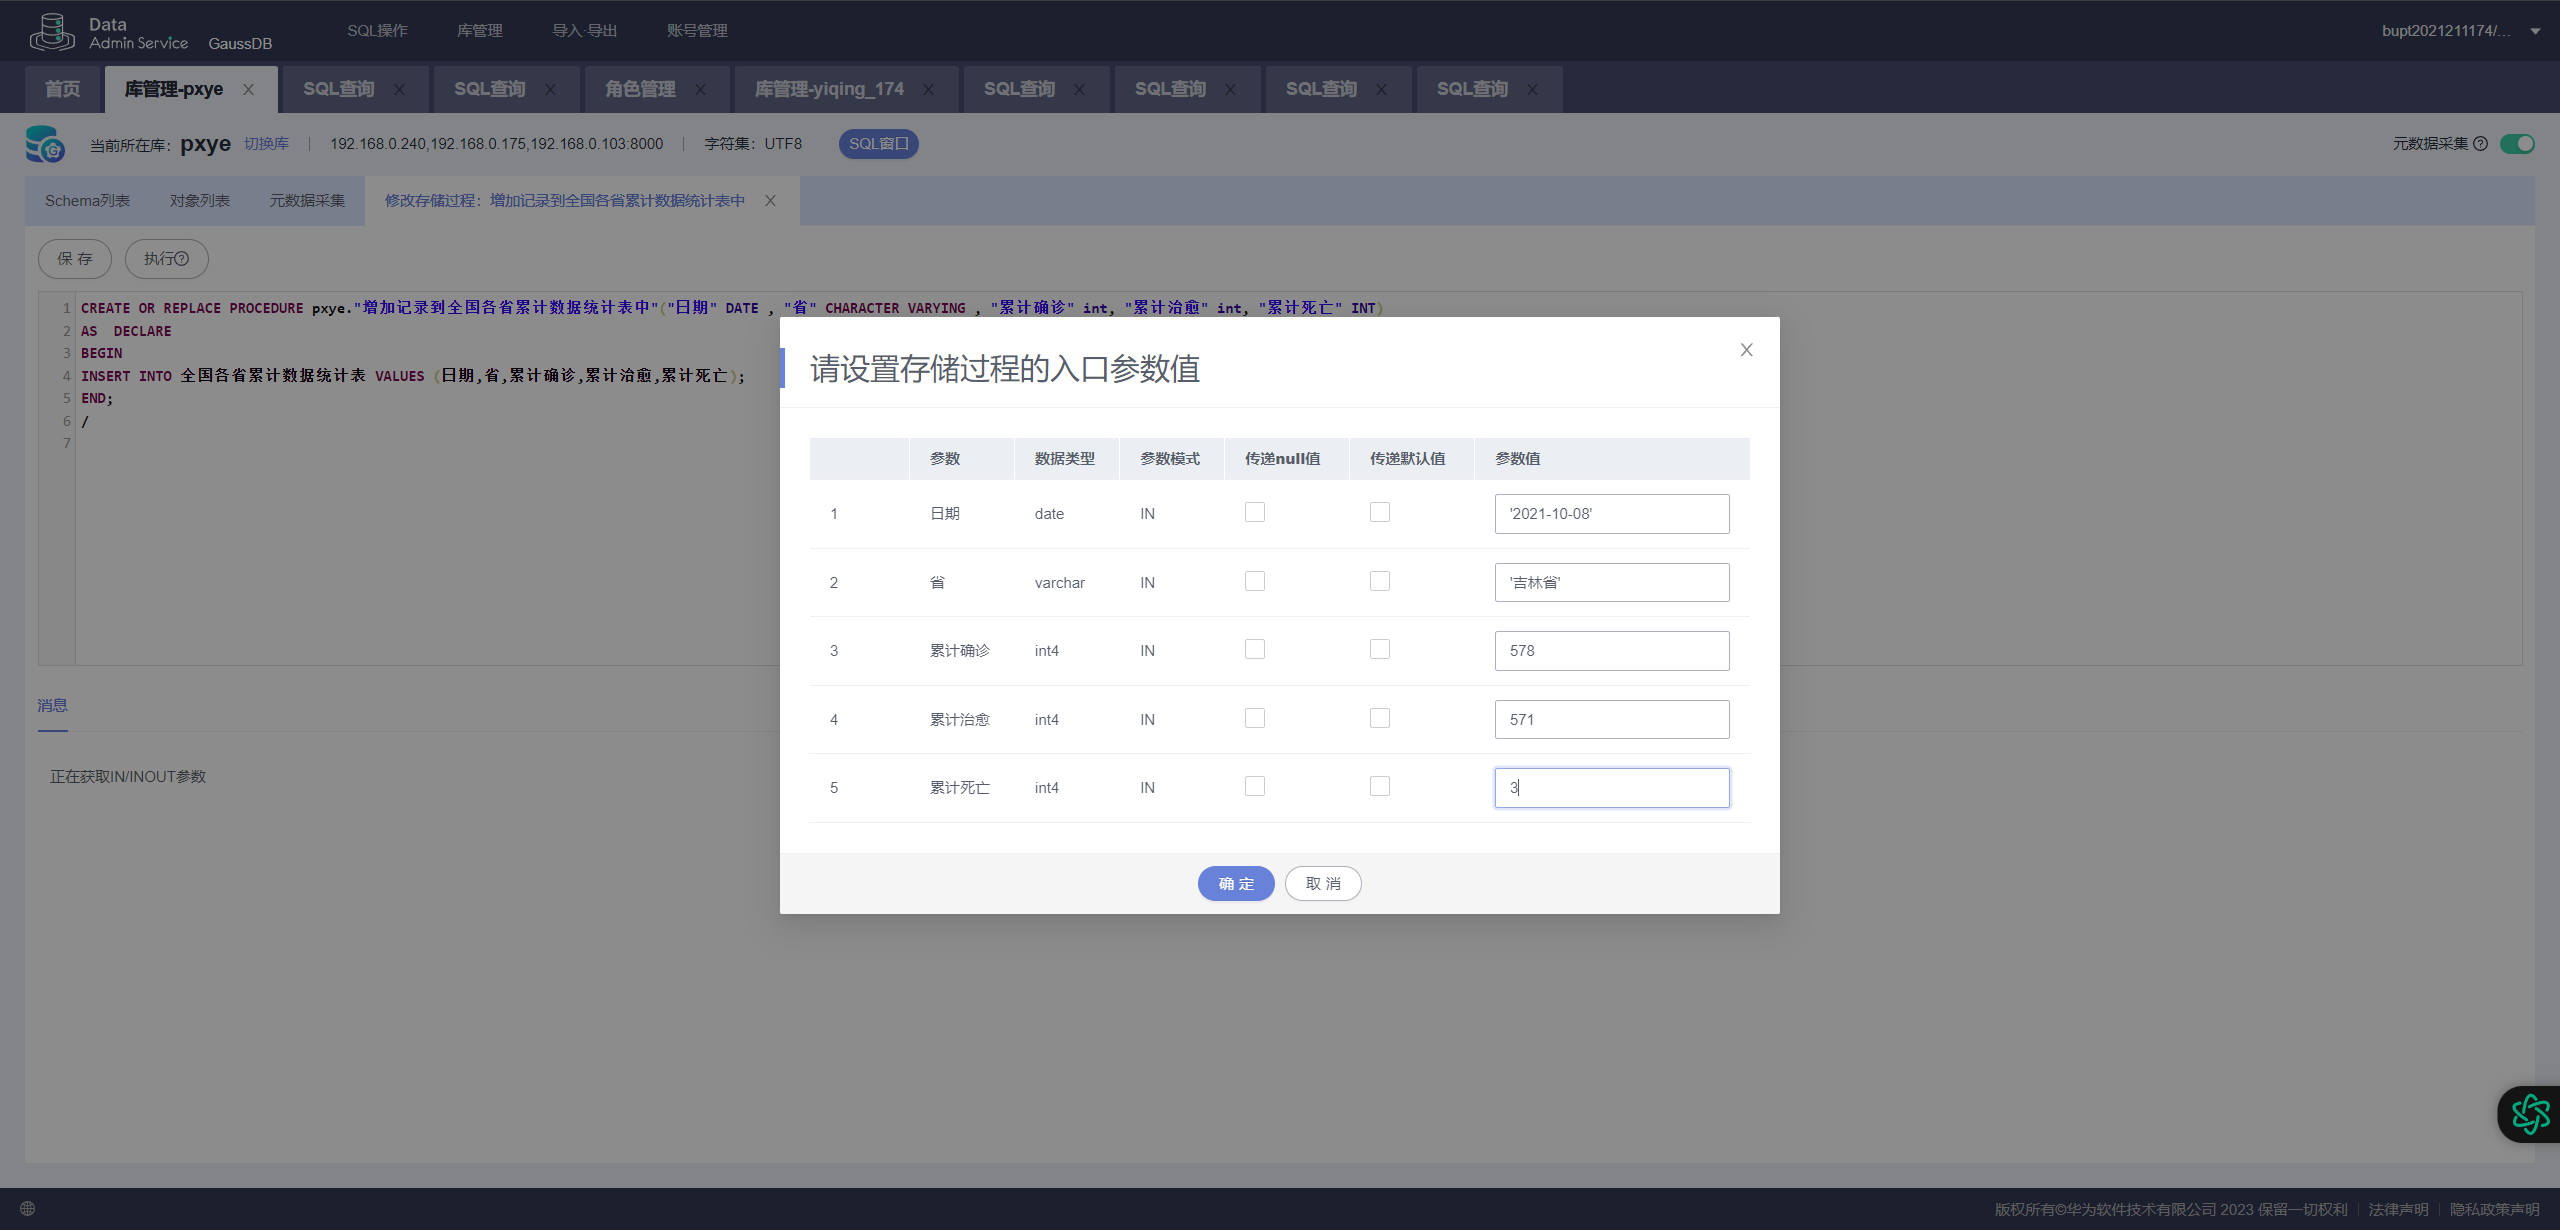 Data
Admin Service GaussDB SQL操作 库管理 导入·导出 账号管理 bupt2021211174/...
首页 库管理-pxye SQL查询 SQL查询 角色管理 库管理-yiqing_174 SQL查询 SQL查询 SQL查询 SQL查询
当前所在库: pxye 切换库 192.168.0.240,192.168.0.175,192.168.0.103:8000 字符集: UTF8 SQL窗口 元数据采集
Schema列表 对象列表 元数据采集 修改存储过程: 增加记录到全国各省累计数据统计表中
保 存 执行
1 CREATE OR REPLACE PROCEDURE pxye."增加记录到全国各省累计数据统计表中"("日期" DATE , "省" CHARACTER VARYING , "累计确诊" int, "累计治愈" int, "累计死亡" INT)
2 AS DECLARE
3 BEGIN
4 INSERT INTO 全国各省累计数据统计表 VALUES (日期,省,累计确诊,累计治愈,累计死亡);
5 END;
6 /
7
消息
正在获取IN/INOUT参数
请设置存储过程的入口参数值
参数 数据类型 参数模式 传递null值 传递默认值 参数值
1 日期 date IN '2021-10-08'
2 省 varchar IN '吉林省'
3 累计确诊 int4 IN 578
4 累计治愈 int4 IN 571
5 累计死亡 int4 IN 3
确 定 取 消
版权所有©华为软件技术有限公司 2023 保留一切权利 法律声明 隐私政策声明